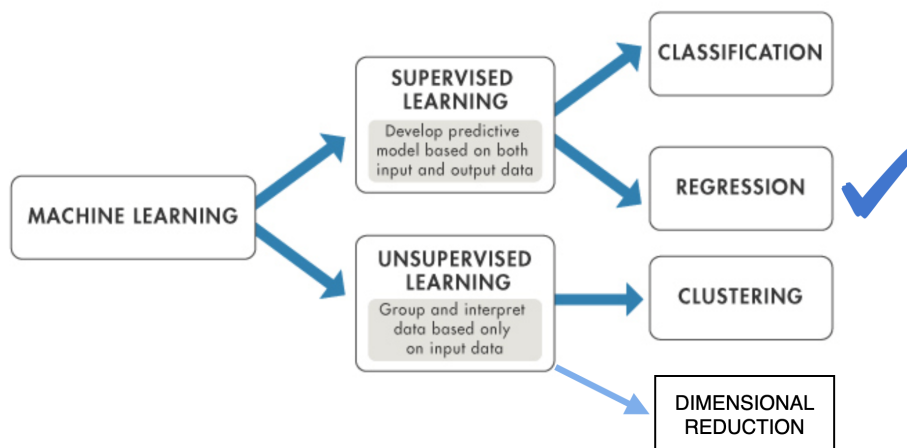 MACHINE LEARNING
SUPERVISED
LEARNING
Develop predictive
model based on both
input and output data
CLASSIFICATION
REGRESSION
UNSUPERVISED
LEARNING
Group and interpret
data based only
on input data
CLUSTERING
DIMENSIONAL
REDUCTION